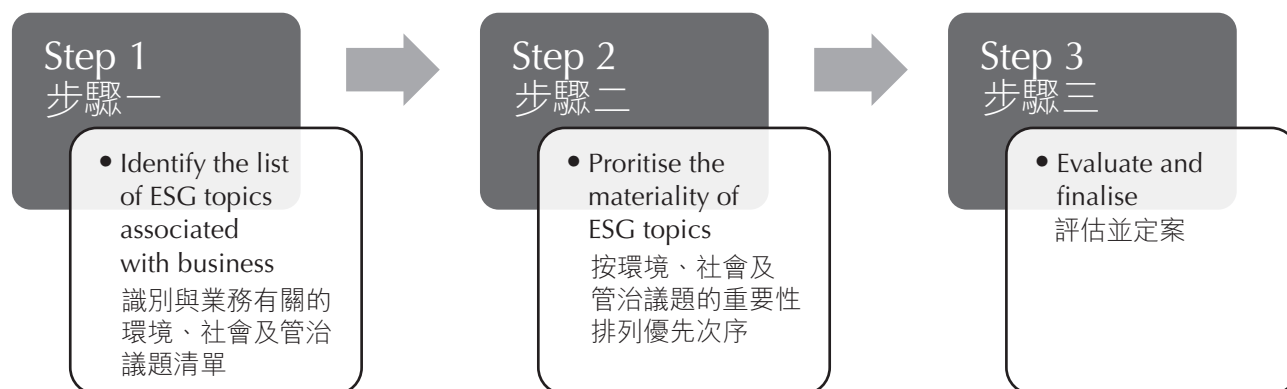 Step 1
步驟一
• Identify the list
of ESG topics
associated
with business
識別與業務有關的
環境、社會及管治
議題清單
Step 2
步驟二
• Proritise the
materiality of
ESG topics
按環境、社會及
管治議題的重要性
排列優先次序
Step 3
步驟三
• Evaluate and
finalise
評估並定案